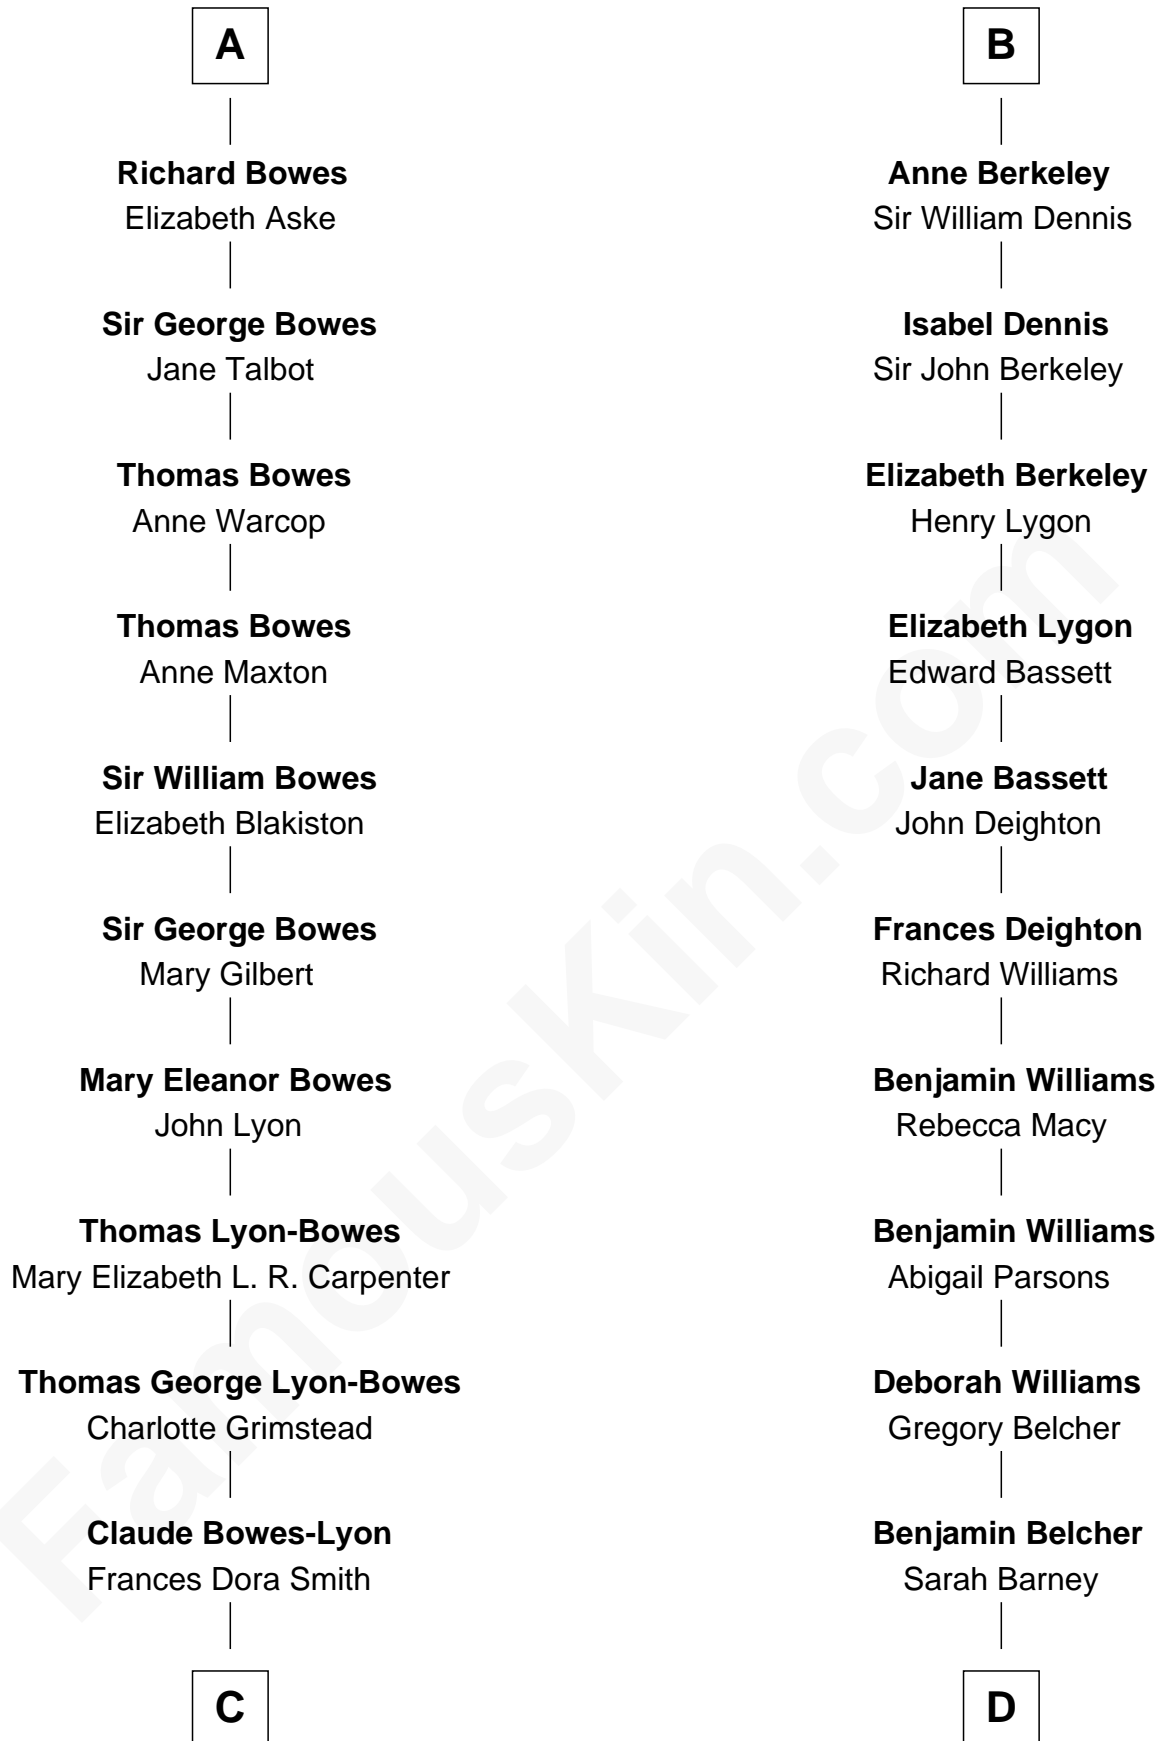 A
Richard Bowes
Elizabeth Aske
Sir George Bowes
Jane Talbot
Thomas Bowes
Anne Warcop
Thomas Bowes
Anne Maxton
Sir William Bowes
Elizabeth Blakiston
Sir George Bowes
Mary Gilbert
Mary Eleanor Bowes
John Lyon
Thomas Lyon-Bowes
Mary Elizabeth L. R. Carpenter
Thomas George Lyon-Bowes
Charlotte Grimstead
Claude Bowes-Lyon
Frances Dora Smith
C
B
Anne Berkeley
Sir William Dennis
Isabel Dennis
Sir John Berkeley
Elizabeth Berkeley
Henry Lygon
Elizabeth Lygon
Edward Bassett
Jane Bassett
John Deighton
Frances Deighton
Richard Williams
Benjamin Williams
Rebecca Macy
Benjamin Williams
Abigail Parsons
Deborah Williams
Gregory Belcher
Benjamin Belcher
Sarah Barney
D
FamousKin.com